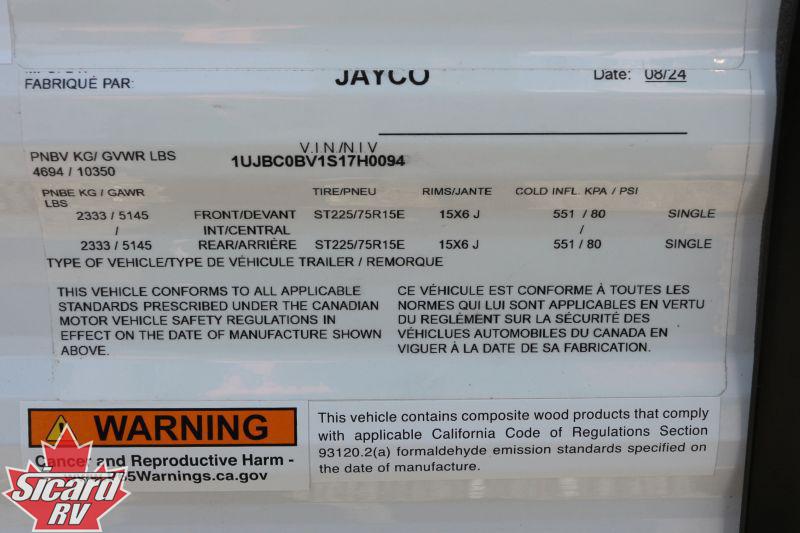 FABRIQUÉ PAR: JAYCO Date: 08/24
V.I.N/N I V
PNBV KG/ GVWR LBS 1UJBC0BV1S17H0094
4694 / 10350
PNBE KG / GAWR TIRE/PNEU RIMS/JANTE COLD INFL. KPA / PSI
LBS
2333 / 5145 FRONT/DEVANT ST225/75R15E 15X6 J 551 / 80 SINGLE
/ INT/CENTRAL /
2333 / 5145 REAR/ARRIÈRE ST225/75R15E 15X6 J 551 / 80 SINGLE
TYPE OF VEHICLE/TYPE DE VÉHICULE TRAILER / REMORQUE
THIS VEHICLE CONFORMS TO ALL APPLICABLE
STANDARDS PRESCRIBED UNDER THE CANADIAN
MOTOR VEHICLE SAFETY REGULATIONS IN
EFFECT ON THE DATE OF MANUFACTURE SHOWN
ABOVE.
CE VÉHICULE EST CONFORME À TOUTES LES
NORMES QUI LUI SONT APPLICABLES EN VERTU
DU REGLÉMENT SUR LA SÉCURITÉ DES
VÉHICLUES AUTOMOBILES DU CANADA EN
VIGUER À LA DATE DE SA FABRICATION.
WARNING
Cancer and Reproductive Harm -
www.P65Warnings.ca.gov
This vehicle contains composite wood products that comply
with applicable California Code of Regulations Section
93120.2(a) formaldehyde emission standards specified on
the date of manufacture.
Sicard
RV